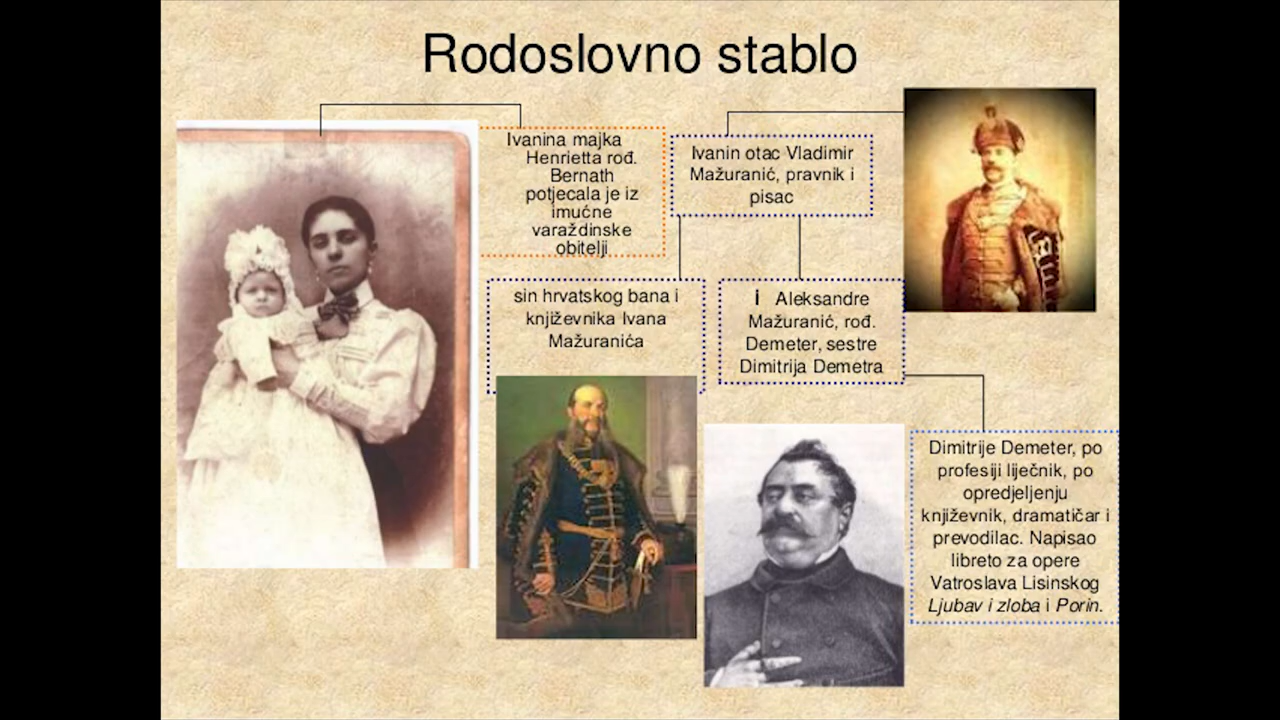 Rodoslovno stablo
Ivanina majka
Henrietta rođ.
Bernath
potjecala je iz
imućne
varaždinske
obitelji
Ivanin otac Vladimir
Mažuranić, pravnik i
pisac
sin hrvatskog bana i
književnika Ivana
Mažuranića
i Aleksandre
Mažuranić, rođ.
Demeter, sestre
Dimitrija Demetra
Dimitrije Demeter, po
profesiji liječnik, po
opredjeljenju
književnik, dramatičar i
prevodilac. Napisao
libreto za opere
Vatroslava Lisinskog
Ljubav i zloba i Porin.